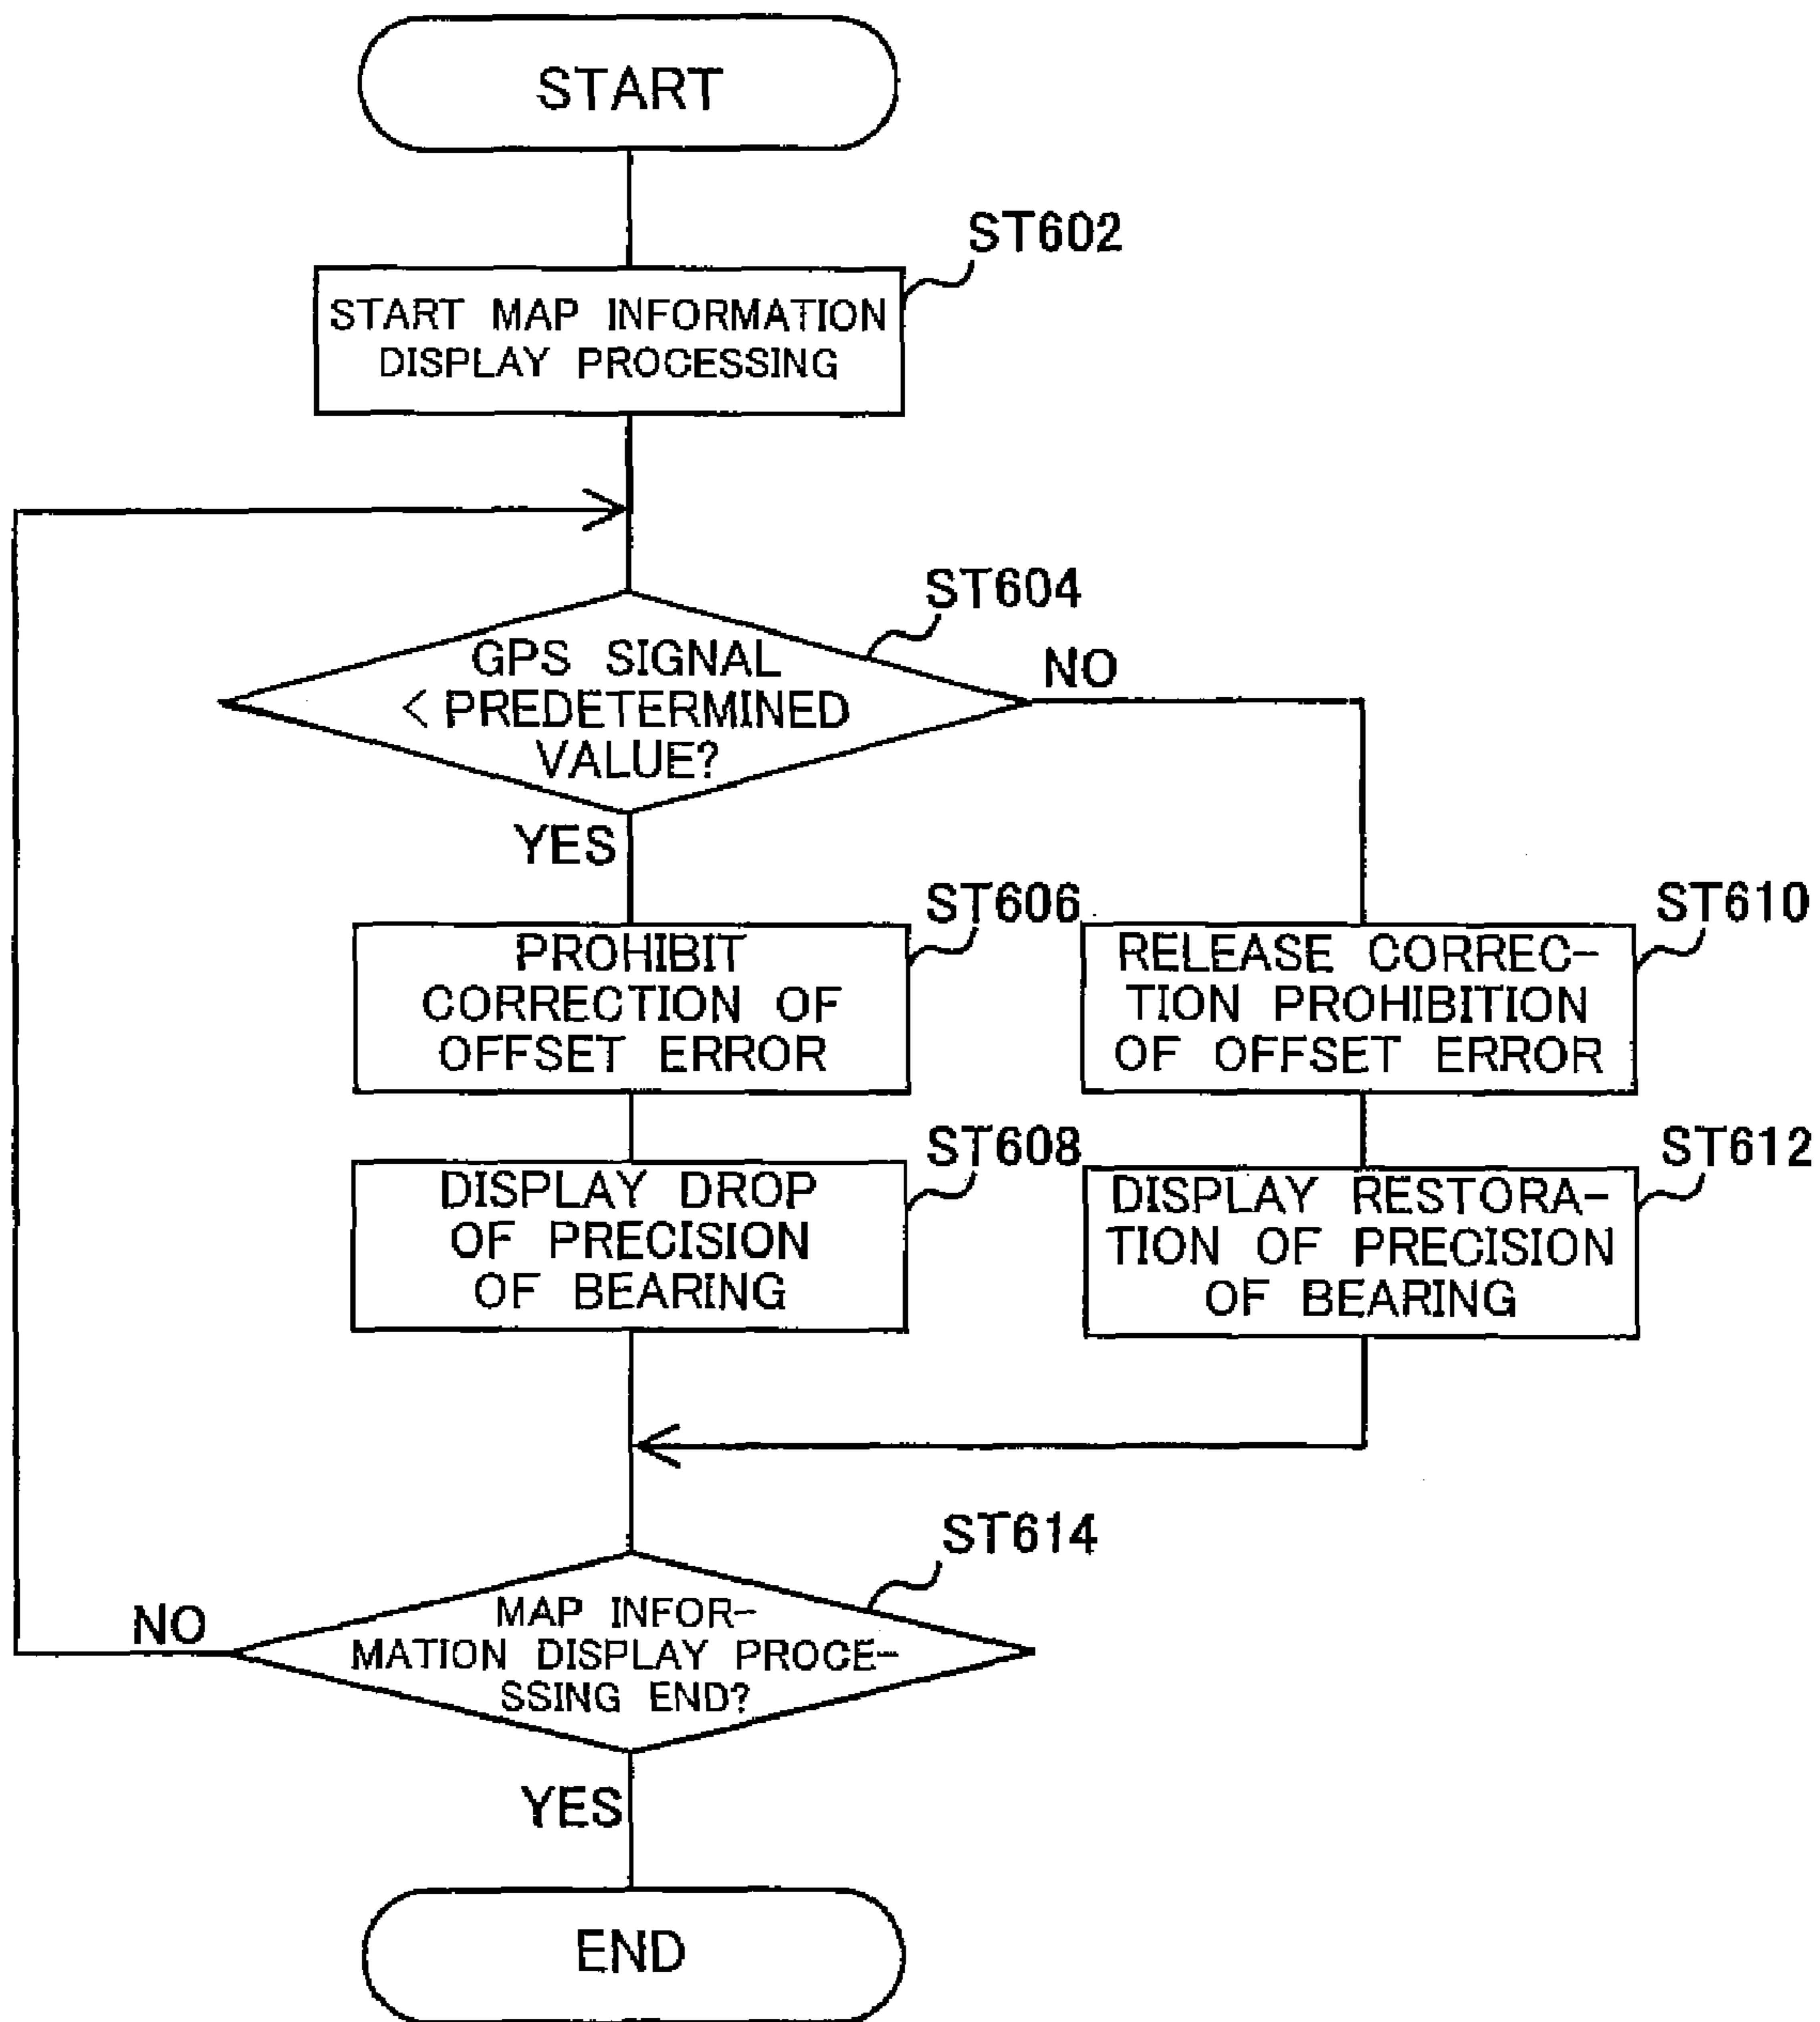 START
ST602
START MAP INFORMATION
DISPLAY PROCESSING
ST604
GPS SIGNAL
< PREDETERMINED
VALUE?
NO
YES
ST606
PROHIBIT
CORRECTION OF
OFFSET ERROR
ST610
RELEASE CORREC-
TION PROHIBITION
OF OFFSET ERROR
ST608
DISPLAY DROP
OF PRECISION
OF BEARING
ST612
DISPLAY RESTORA-
TION OF PRECISION
OF BEARING
ST614
MAP INFOR-
MATION DISPLAY PROCE-
SSING END?
NO
YES
END